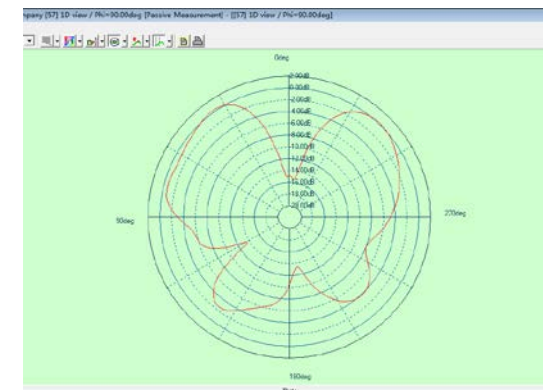 mpany [S7] 1D view / Phi=90.00deg [Passive Measurement] - [[S7] 1D view / Phi=90.00deg]
0deg
2.00dB
0.00dB
-2.00dB
-4.00dB
-6.00dB
-8.00dB
-10.00dB
-12.00dB
-14.00dB
-16.00dB
-18.00dB
-20.00dB
90deg
270deg
180deg